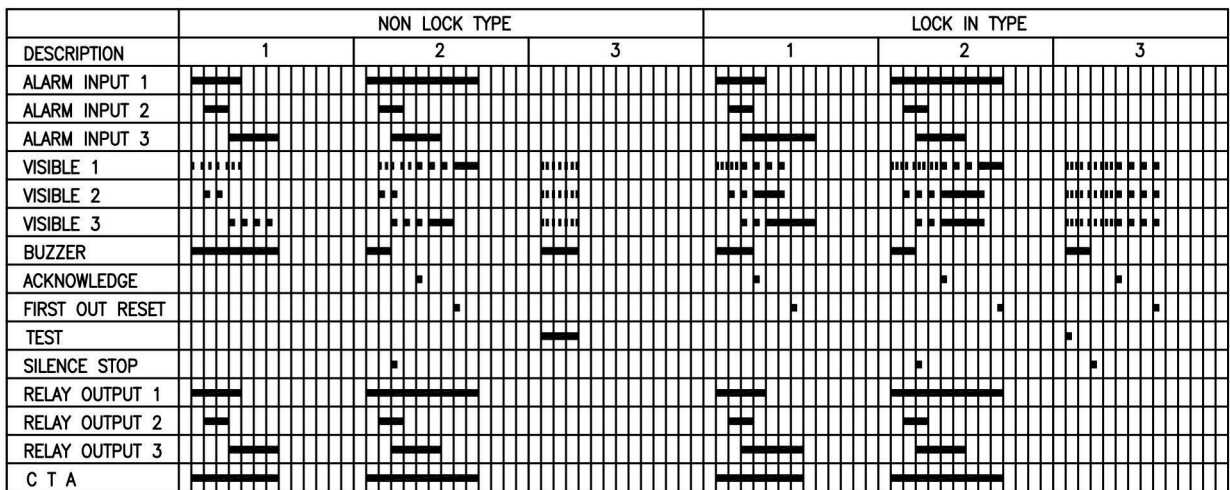 NON LOCK TYPE LOCK IN TYPE
DESCRIPTION 1 2 3 1 2 3
ALARM INPUT 1
ALARM INPUT 2
ALARM INPUT 3
VISIBLE 1
VISIBLE 2
VISIBLE 3
BUZZER
ACKNOWLEDGE
FIRST OUT RESET
TEST
SILENCE STOP
RELAY OUTPUT 1
RELAY OUTPUT 2
RELAY OUTPUT 3
C T A